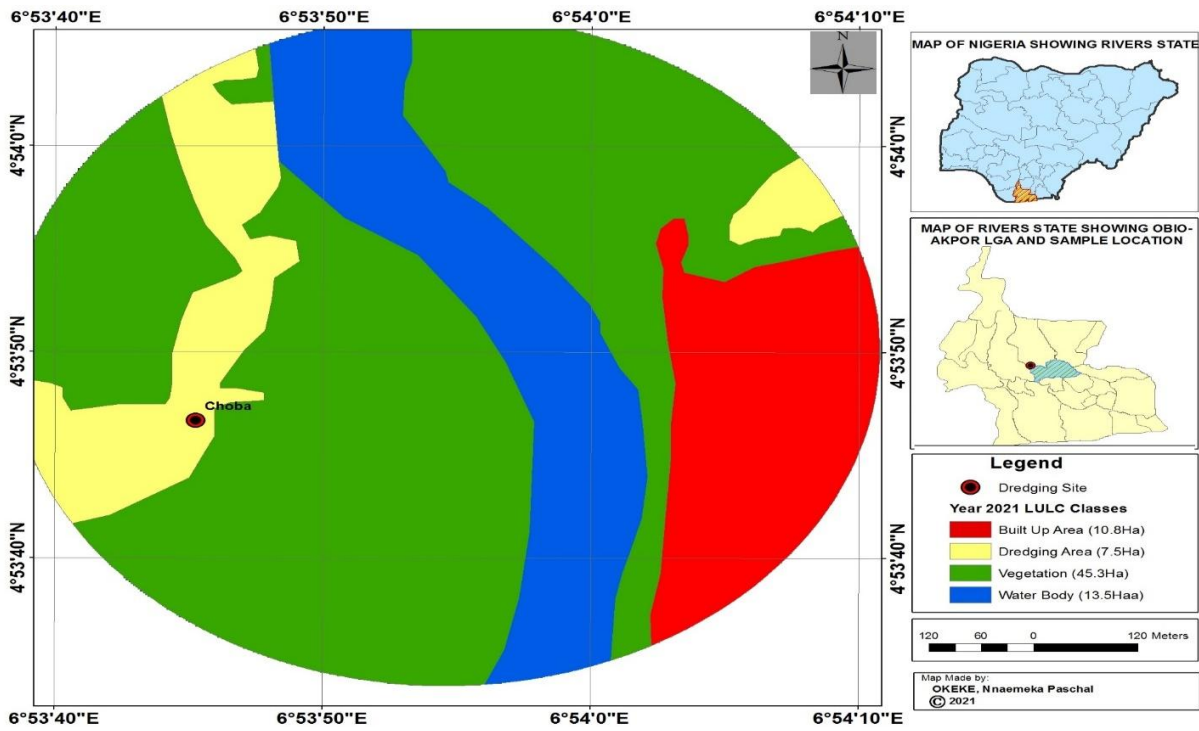 6°53'40"E
6°53'50"E
6°54'0"E
6°54'10"E
N
4°54'0"N
4°53'50"N
4°53'40"N
Choba
4°54'0"N
4°53'50"N
4°53'40"N
6°53'40"E
6°53'50"E
6°54'0"E
6°54'10"E
MAP OF NIGERIA SHOWING RIVERS STATE
MAP OF RIVERS STATE SHOWING OBIO-
AKPOR LGA AND SAMPLE LOCATION
Legend
Dredging Site
Year 2021 LULC Classes
Built Up Area (10.8Ha)
Dredging Area (7.5Ha)
Vegetation (45.3Ha)
Water Body (13.5Haa)
120 60 0 120 Meters
Map Made by:
OKEKE, Nnaemeka Paschal
© 2021